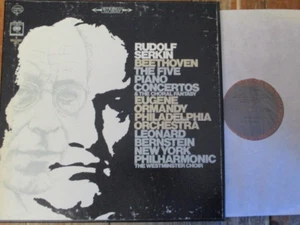 RUDOLF
SERKIN
BEETHOVEN
THE FIVE
PIANO
CONCERTOS
& THE CHORAL FANTASY
EUGENE
ORMANDY
PHILADELPHIA
ORCHESTRA
LEONARD
BERNSTEIN
NEW YORK
PHILHARMONIC
THE WESTMINSTER CHOIR